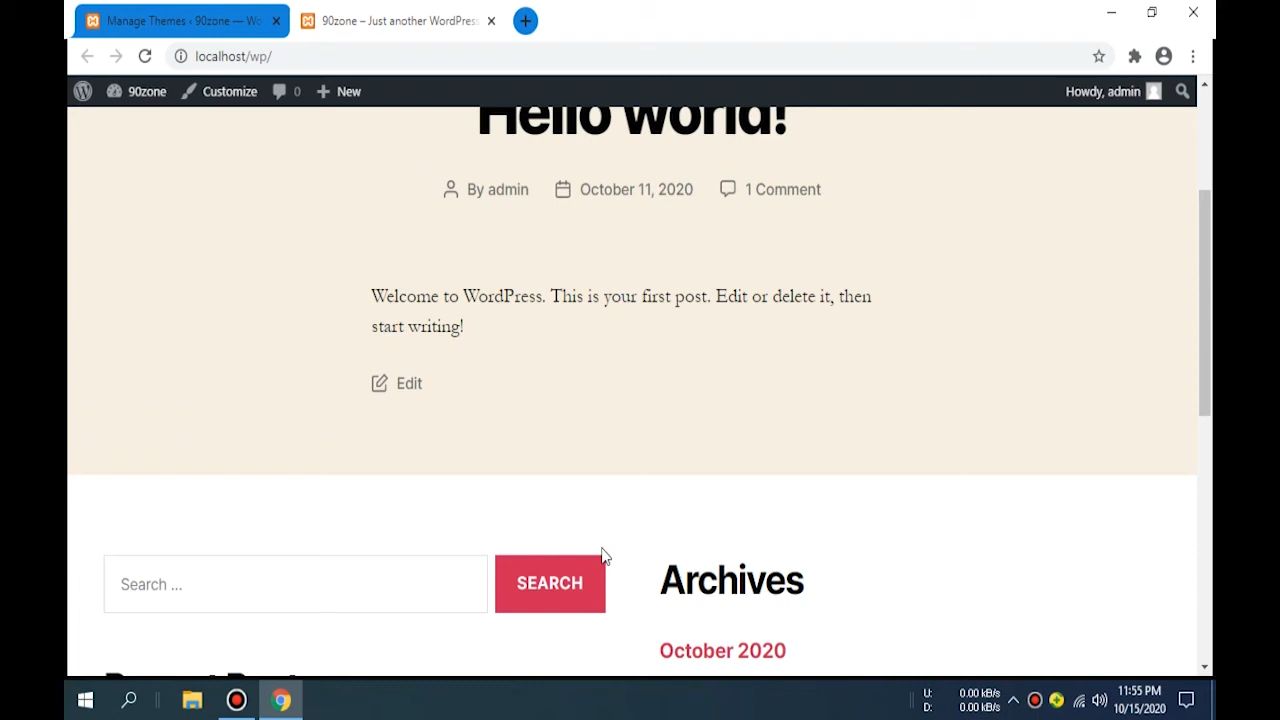 Manage Themes ‹ 90zone — Wo
90zone – Just another WordPress
localhost/wp/
90zone
Customize
0
New
Howdy, admin
Hello world!
By admin
October 11, 2020
1 Comment
Welcome to WordPress. This is your first post. Edit or delete it, then
start writing!
Edit
Search …
SEARCH
Archives
October 2020
U: 0.00 kB/s
D: 0.00 kB/s
11:55 PM
10/15/2020